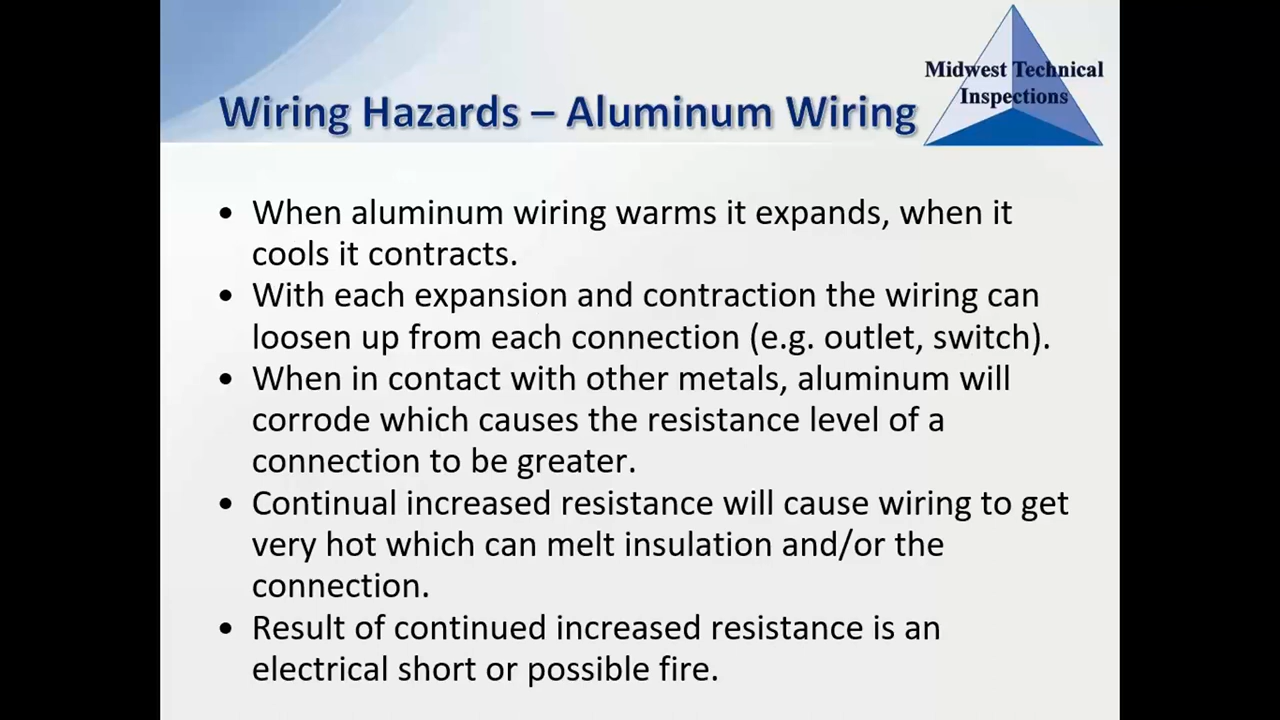 Midwest Technical
Inspections
Wiring Hazards – Aluminum Wiring
• When aluminum wiring warms it expands, when it
cools it contracts.
• With each expansion and contraction the wiring can
loosen up from each connection (e.g. outlet, switch).
• When in contact with other metals, aluminum will
corrode which causes the resistance level of a
connection to be greater.
• Continual increased resistance will cause wiring to get
very hot which can melt insulation and/or the
connection.
• Result of continued increased resistance is an
electrical short or possible fire.